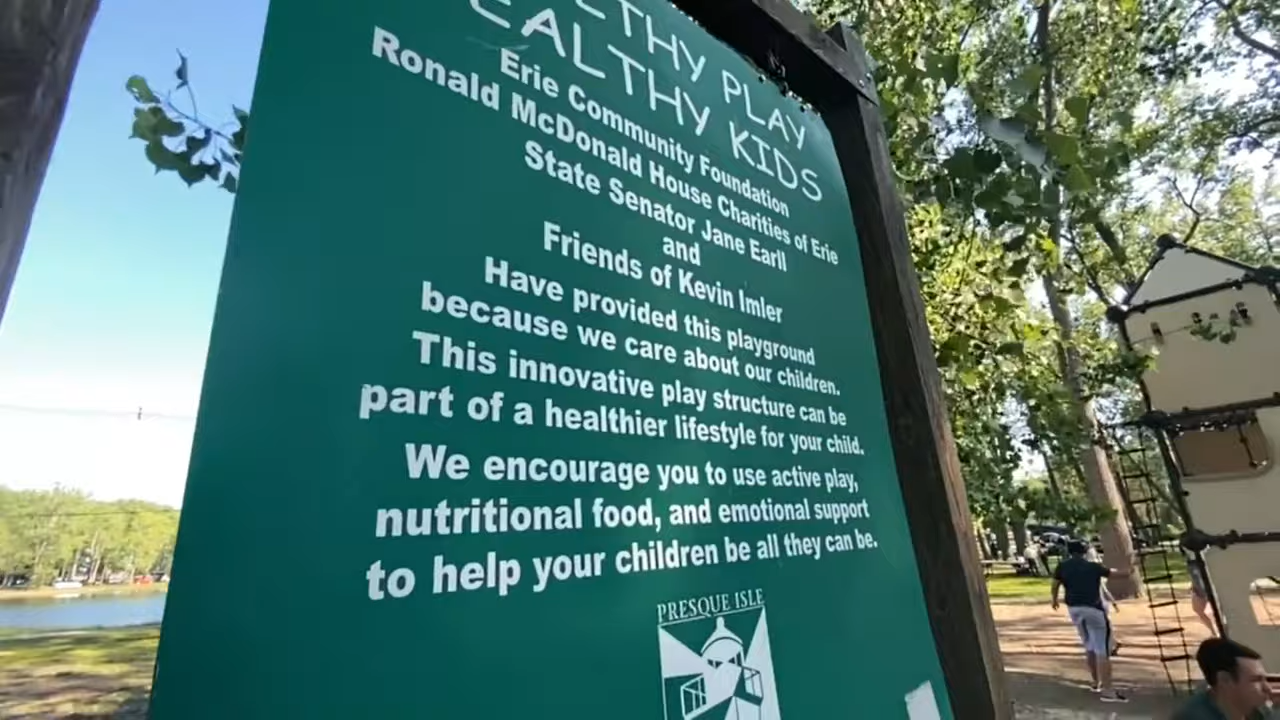 PLAY
KIDS
Erie Community Foundation
Ronald McDonald House Charities of Erie
State Senator Jane Earll
and
Friends of Kevin Imler
Have provided this playground
because we care about our children.
This innovative play structure can be
part of a healthier lifestyle for your child.
We encourage you to use active play,
nutritional food, and emotional support
to help your children be all they can be.
PRESQUE ISLE